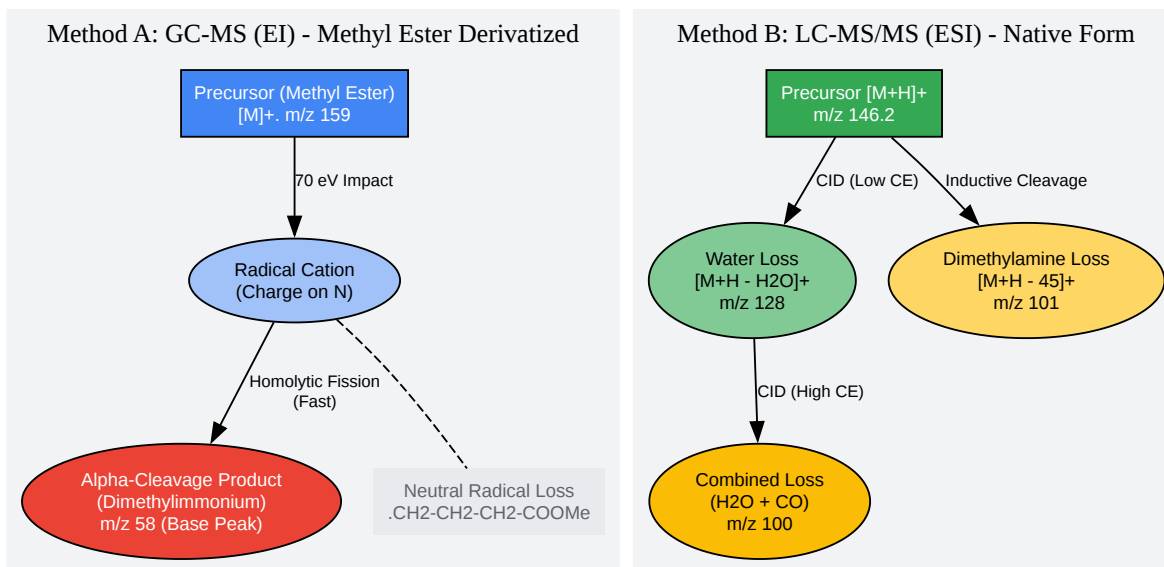 Method A: GC-MS (EI) - Methyl Ester Derivatized
Precursor (Methyl Ester)
[M]+. m/z 159
70 eV Impact
Radical Cation
(Charge on N)
Homolytic Fission
(Fast)
Alpha-Cleavage Product
(Dimethylimmonium)
m/z 58 (Base Peak)
Neutral Radical Loss
.CH2-CH2-CH2-COOMe
Method B: LC-MS/MS (ESI) - Native Form
Precursor [M+H]+
m/z 146.2
CID (Low CE)
Inductive Cleavage
Water Loss
[M+H - H2O]+
m/z 128
Dimethylamine Loss
[M+H - 45]+
m/z 101
CID (High CE)
Combined Loss
(H2O + CO)
m/z 100